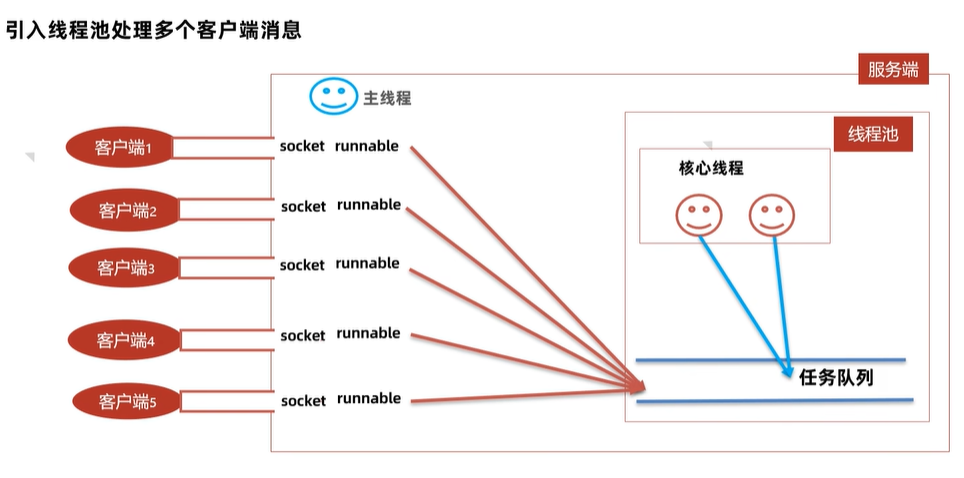 引入线程池处理多个客户端消息
服务端
主线程
线程池
客户端1 socket runnable
核心线程
客户端2 socket runnable
客户端3 socket runnable
客户端4 socket runnable
任务队列
客户端5 socket runnable